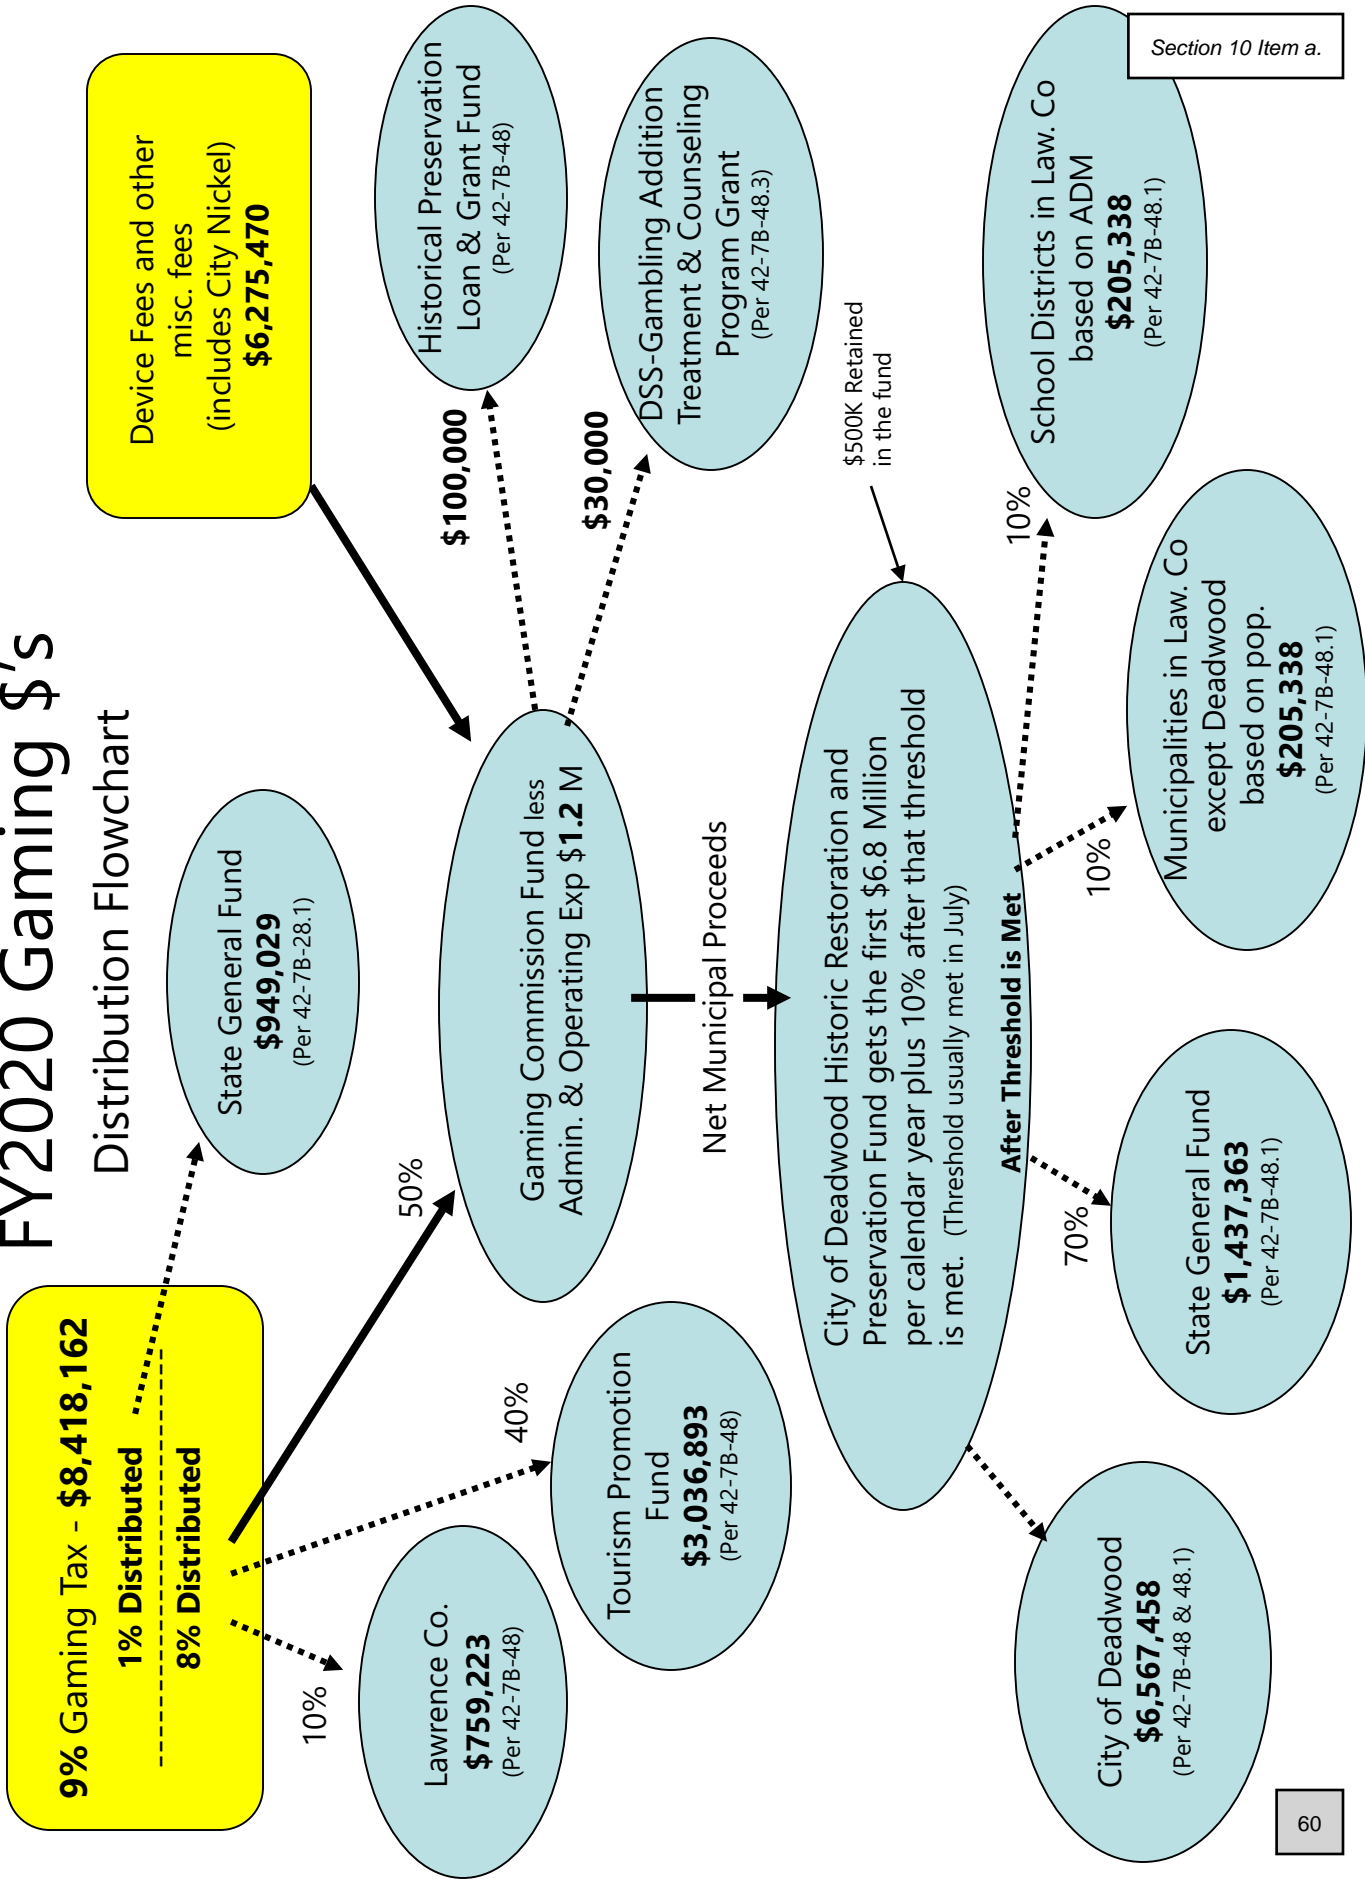 FY2020 Gaming $'s
Distribution Flowchart
9% Gaming Tax - $8,418,162
1% Distributed
8% Distributed
Device Fees and other
misc. fees
(includes City Nickel)
$6,275,470
State General Fund
$949,029
(Per 42-7B-28.1)
10%
Lawrence Co.
$759,223
(Per 42-7B-48)
40%
Tourism Promotion
Fund
$3,036,893
(Per 42-7B-48)
50%
Gaming Commission Fund less
Admin. & Operating Exp $1.2 M
$100,000
Historical Preservation
Loan & Grant Fund
(Per 42-7B-48)
$30,000
DSS-Gambling Addition
Treatment & Counseling
Program Grant
(Per 42-7B-48.3)
Net Municipal Proceeds
$500K Retained
in the fund
City of Deadwood Historic Restoration and
Preservation Fund gets the first $6.8 Million
per calendar year plus 10% after that threshold
is met. (Threshold usually met in July)
After Threshold is Met
City of Deadwood
$6,567,458
(Per 42-7B-48 & 48.1)
70%
State General Fund
$1,437,363
(Per 42-7B-48.1)
10%
Municipalities in Law. Co
except Deadwood
based on pop.
$205,338
(Per 42-7B-48.1)
10%
School Districts in Law. Co
based on ADM
$205,338
(Per 42-7B-48.1)
Section 10 Item a.
60